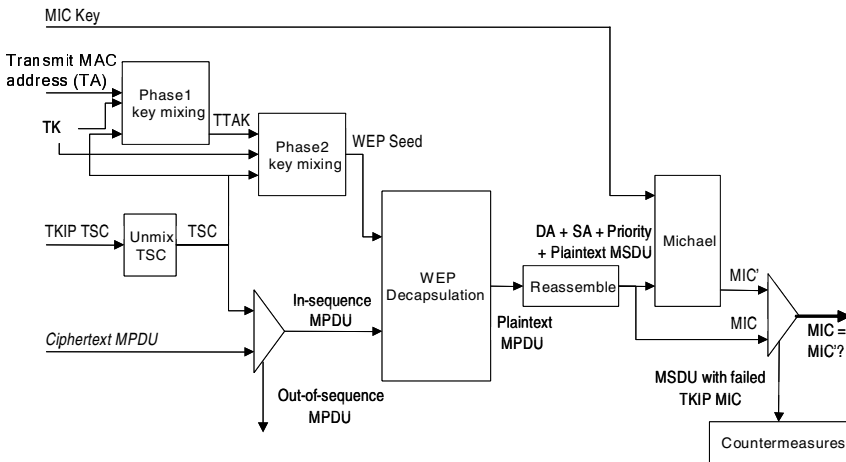 MIC Key
Transmit MAC
address (TA)
Phase1
key mixing
TK
TTAK
Phase2
key mixing
WEP Seed
TKIP TSC
Unmix
TSC
TSC
WEP
Decapsulation
DA + SA + Priority
+ Plaintext MSDU
Michael
Reassemble
MIC'
In-sequence
MPDU
Ciphertext MPDU
Plaintext
MPDU
MIC
MIC =
MIC'?
Out-of-sequence
MPDU
MSDU with failed
TKIP MIC
Countermeasures